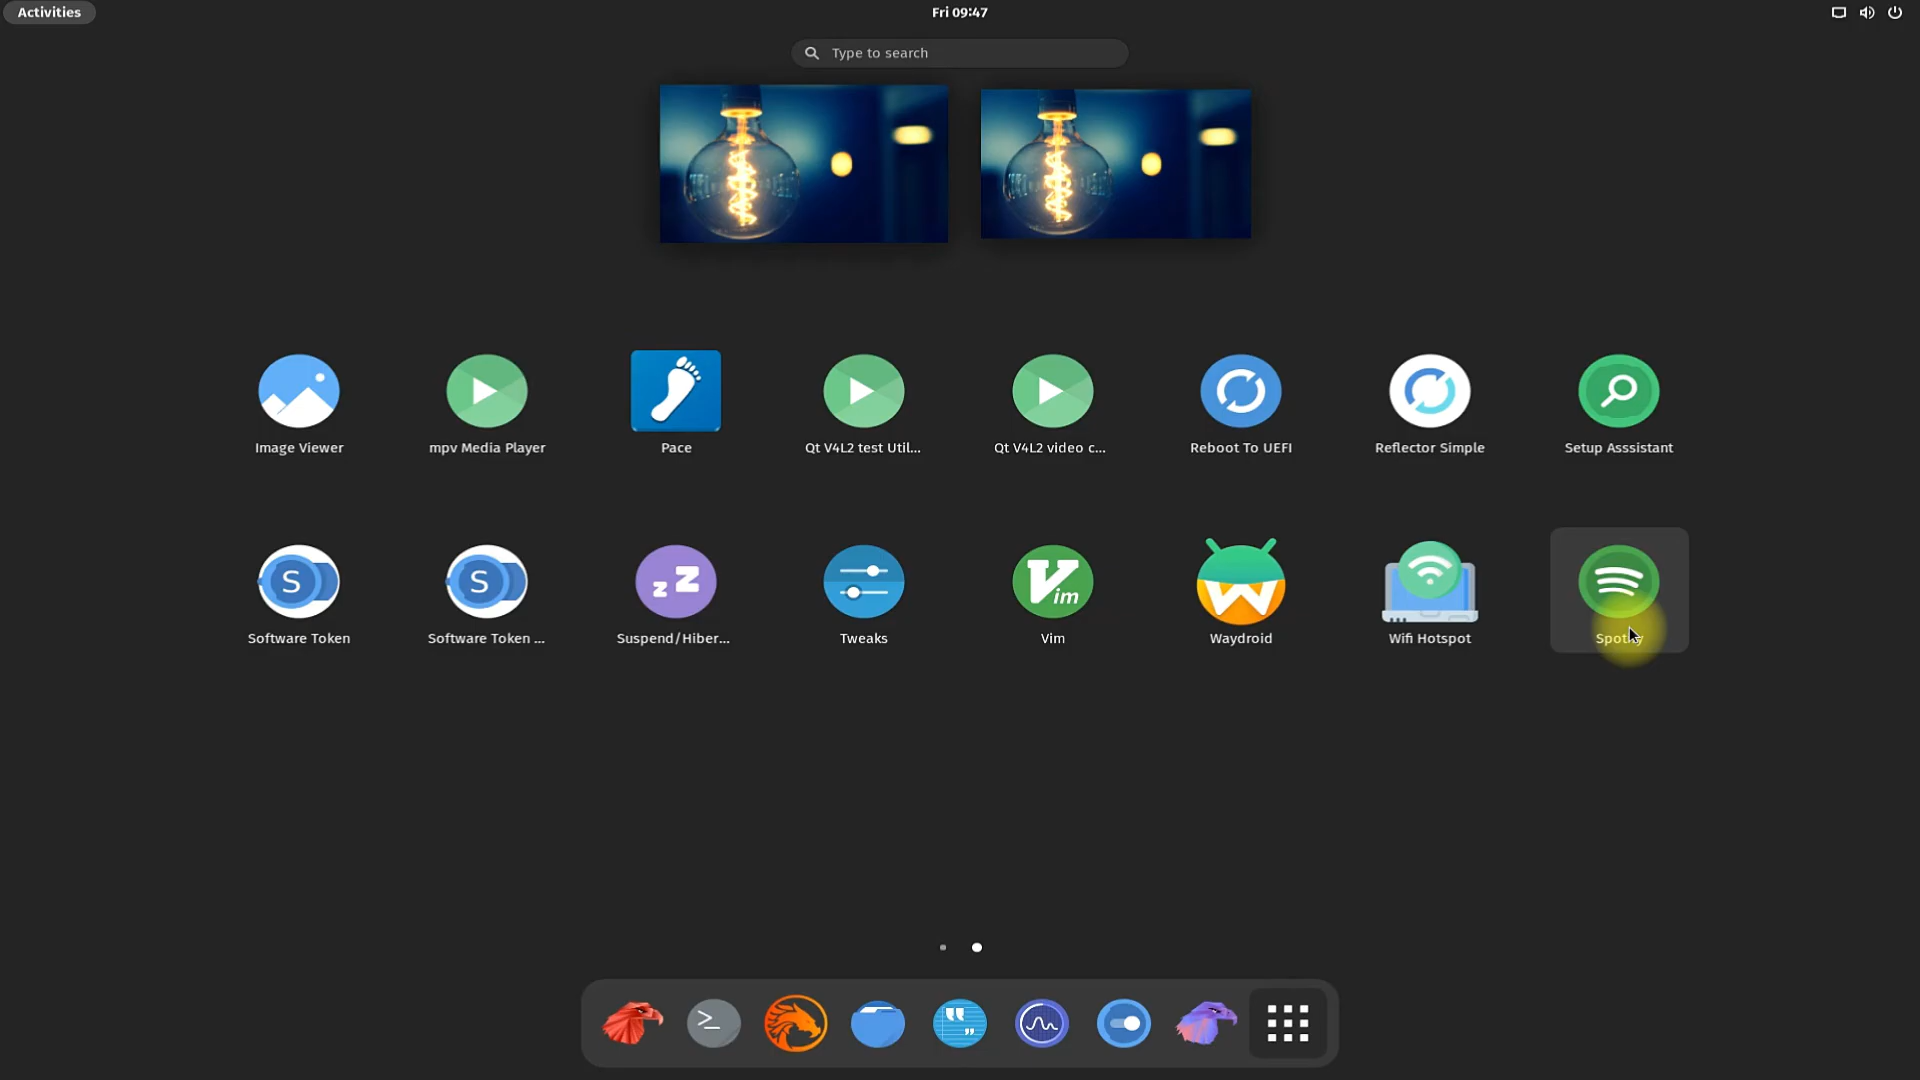 Activities
Fri 09:47
Type to search
Image Viewer
mpv Media Player
Pace
Qt V4L2 test Util...
Qt V4L2 video c...
Reboot To UEFI
Reflector Simple
Setup Asssistant
S
S
z Z
Vim
Software Token
Software Token ...
Suspend/Hiber...
Tweaks
Vim
Waydroid
Wifi Hotspot
Spotify